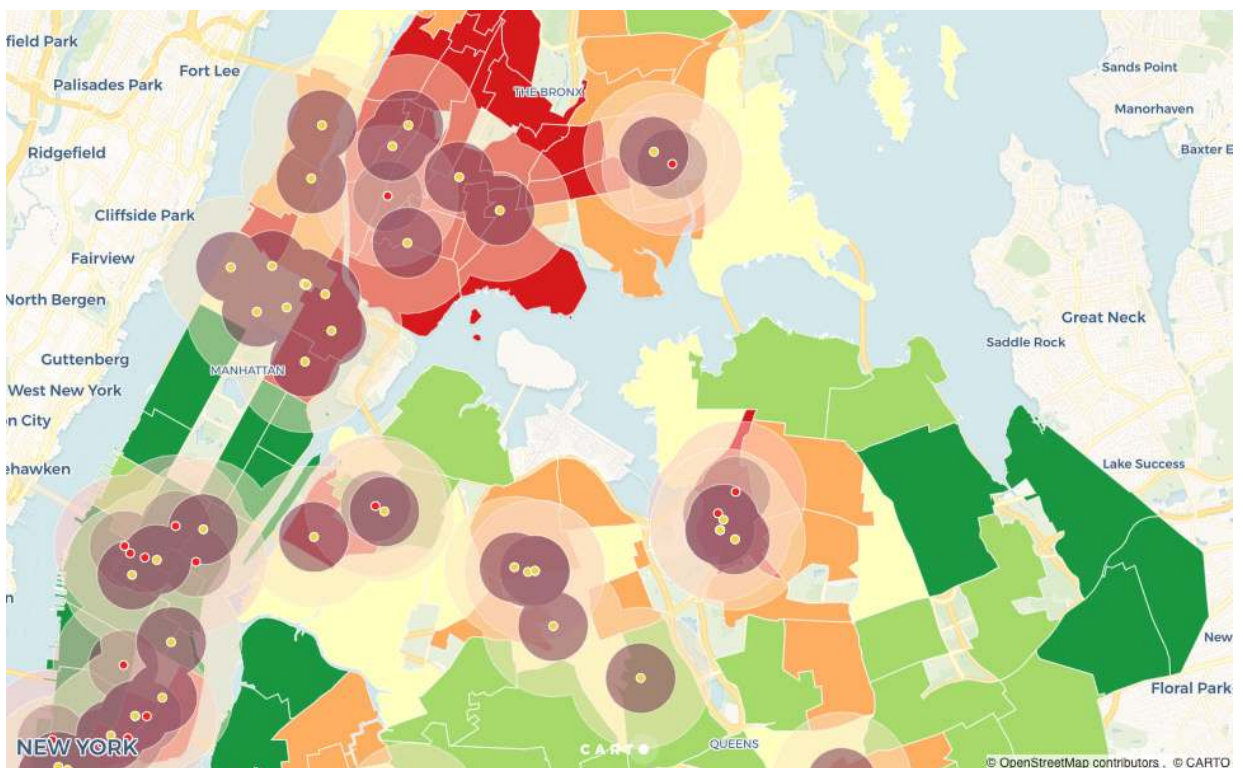 field Park
Palisades Park
Fort Lee
THE BRONX
Sands Point
Manorhaven
Baxter E
Ridgefield
Cliffside Park
Fairview
North Bergen
Great Neck
Saddle Rock
Guttenberg
MANHATTAN
West New York
on City
ehawken
Lake Success
n
New
Floral Park
NEW YORK
CARTO
QUEENS
© OpenStreetMap contributors , © CARTO